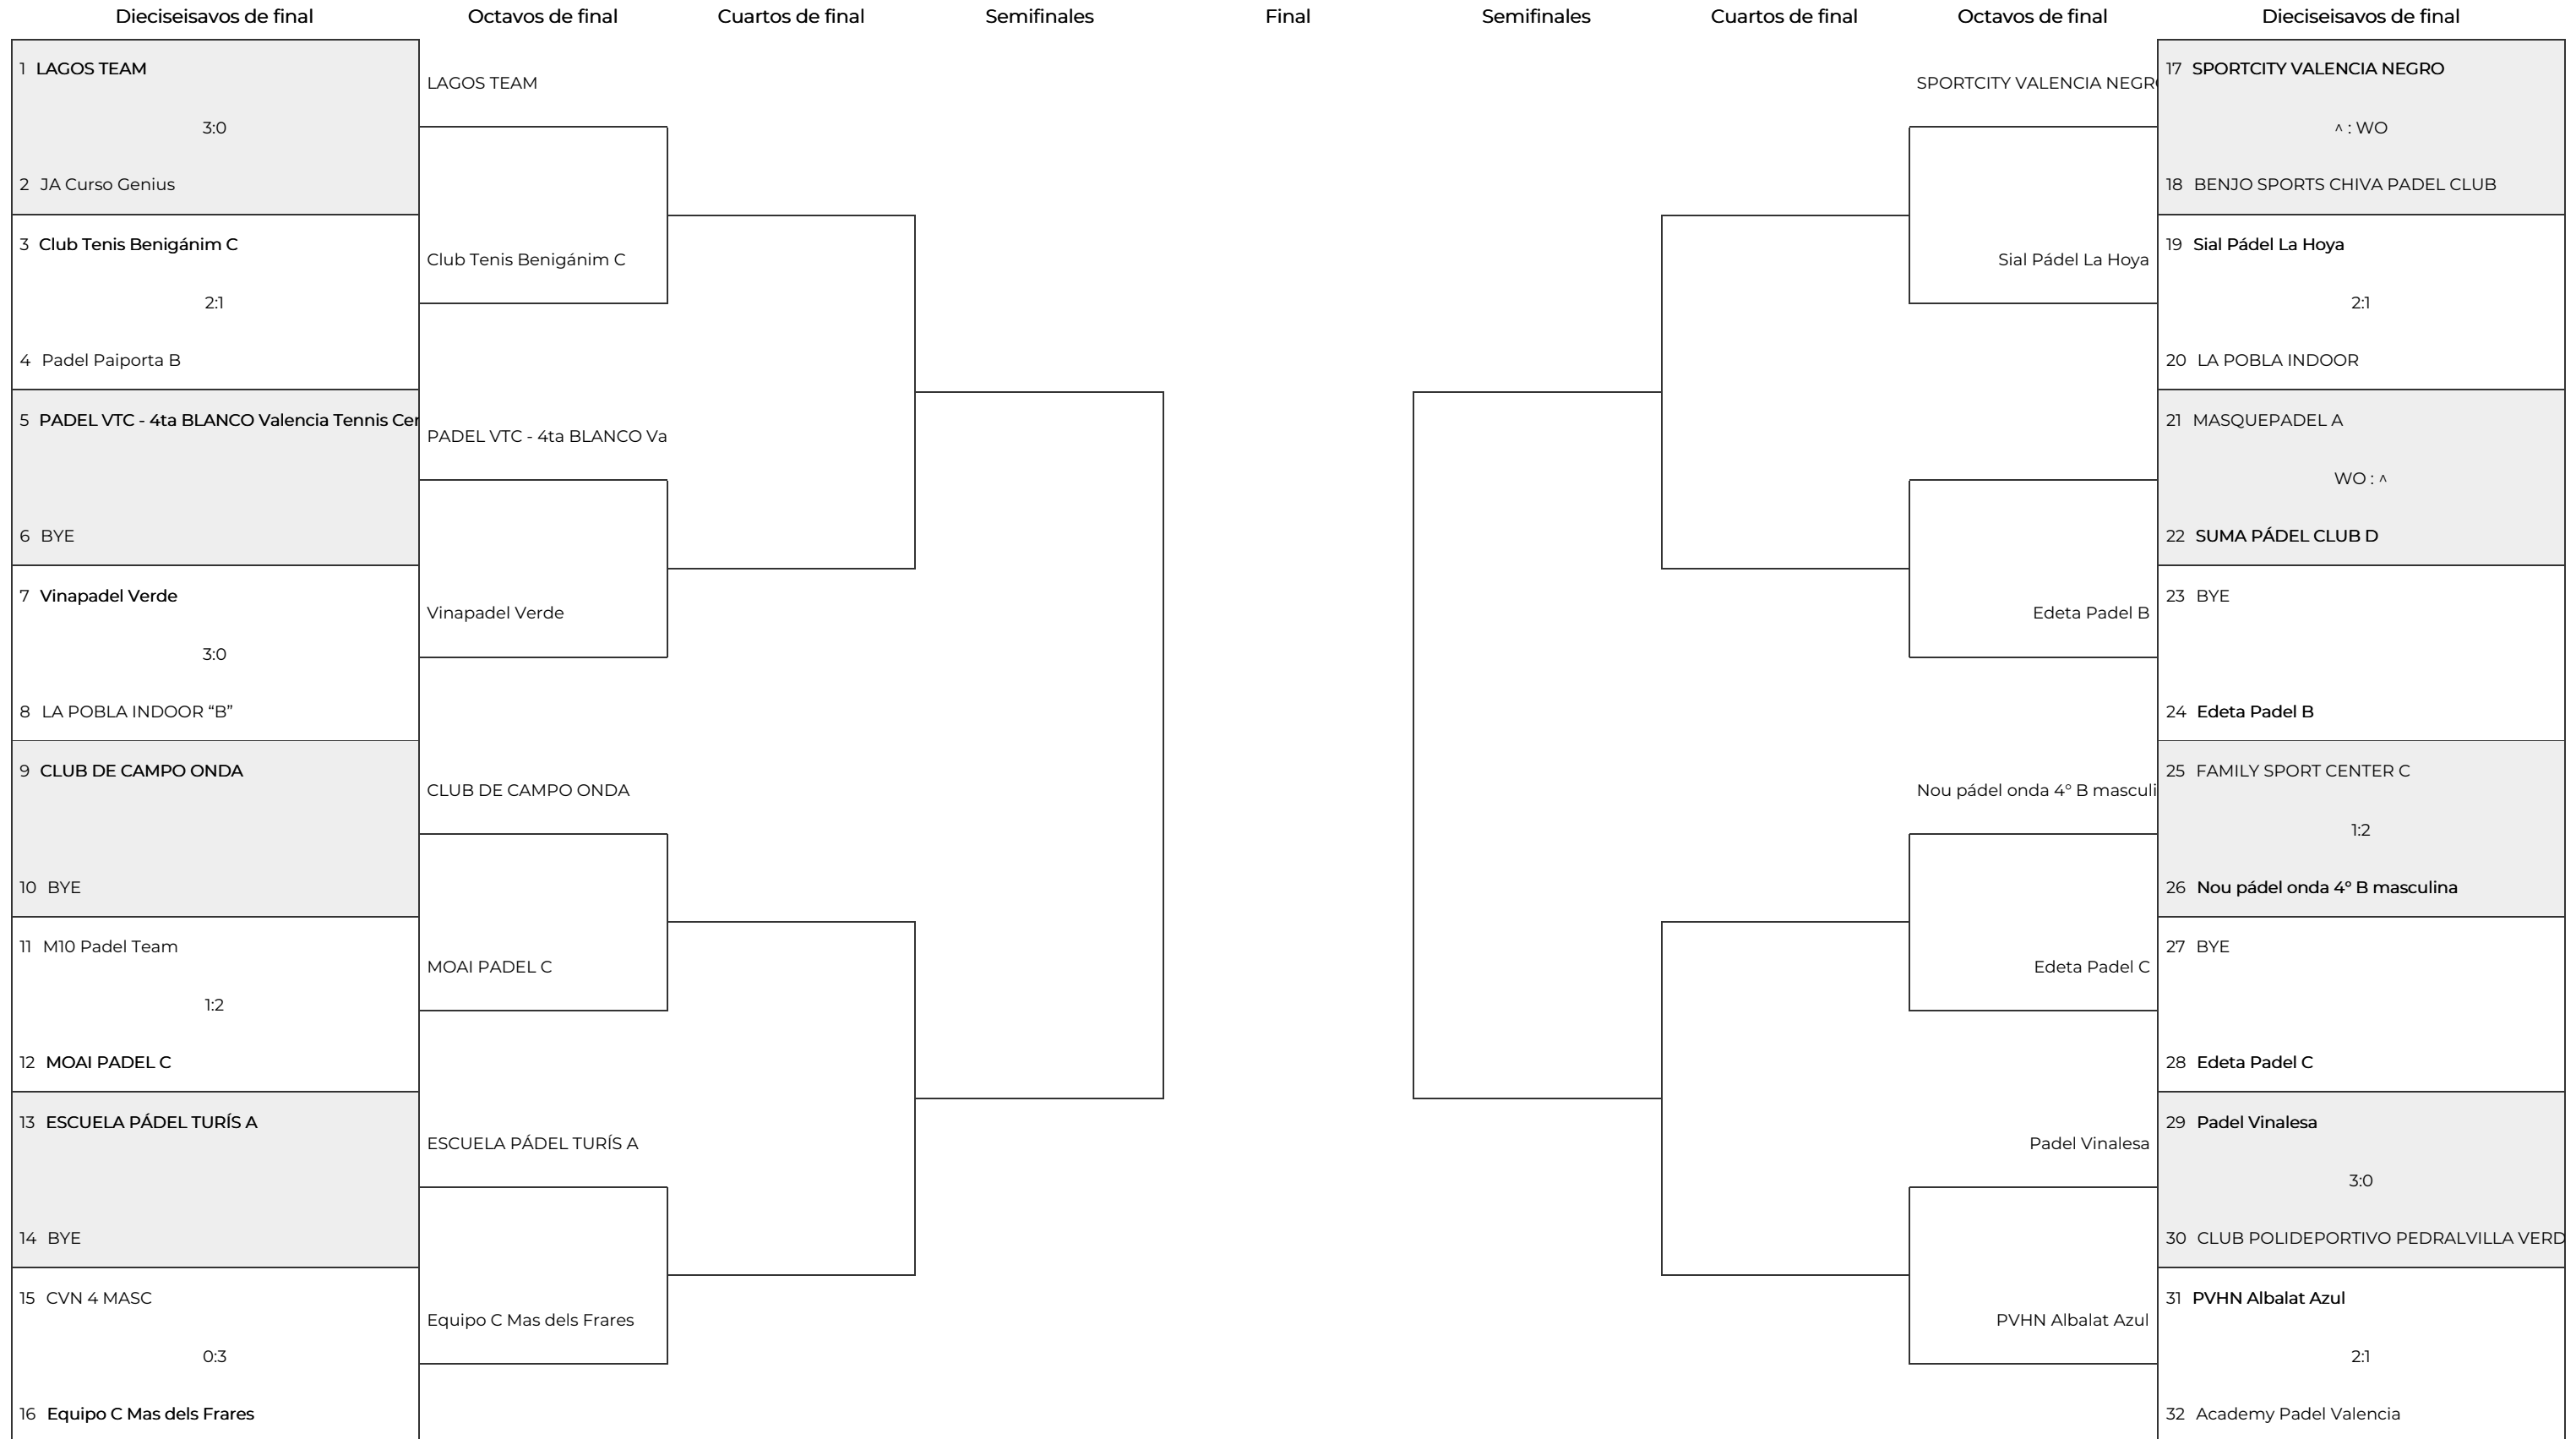 Dieciseisavos de final
Octavos de final
Cuartos de final
Semifinales
Final
Semifinales
Cuartos de final
Octavos de final
Dieciseisavos de final
1 LAGOS TEAM
3:0
2 JA Curso Genius
3 Club Tenis Benigánim C
2:1
4 Padel Paiporta B
5 PADEL VTC - 4ta BLANCO Valencia Tennis Cer
6 BYE
7 Vinapadel Verde
3:0
8 LA POBLA INDOOR “B”
9 CLUB DE CAMPO ONDA
10 BYE
11 M10 Padel Team
1:2
12 MOAI PADEL C
13 ESCUELA PÁDEL TURÍS A
14 BYE
15 CVN 4 MASC
0:3
16 Equipo C Mas dels Frares
LAGOS TEAM
Club Tenis Benigánim C
PADEL VTC - 4ta BLANCO Va
Vinapadel Verde
CLUB DE CAMPO ONDA
MOAI PADEL C
ESCUELA PÁDEL TURÍS A
Equipo C Mas dels Frares
SPORTCITY VALENCIA NEGRO
Sial Pádel La Hoya
Edeta Padel B
Nou pádel onda 4º B masculi
Edeta Padel C
Padel Vinalesa
PVHN Albalat Azul
17 SPORTCITY VALENCIA NEGRO
^ : WO
18 BENJO SPORTS CHIVA PADEL CLUB
19 Sial Pádel La Hoya
2:1
20 LA POBLA INDOOR
21 MASQUEPADEL A
WO : ^
22 SUMA PÁDEL CLUB D
23 BYE
24 Edeta Padel B
25 FAMILY SPORT CENTER C
1:2
26 Nou pádel onda 4º B masculina
27 BYE
28 Edeta Padel C
29 Padel Vinalesa
3:0
30 CLUB POLIDEPORTIVO PEDRALVILLA VERD
31 PVHN Albalat Azul
2:1
32 Academy Padel Valencia